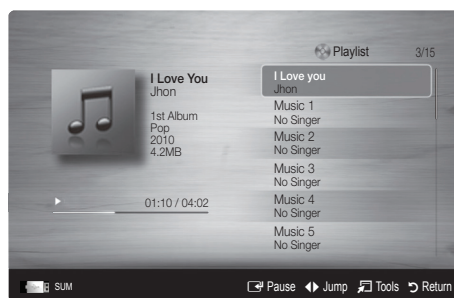 Playlist 3/15
I Love You
Jhon
1st Album
Pop
2010
4.2MB
01:10 / 04:02
I Love you
Jhon
Music 1
No Singer
Music 2
No Singer
Music 3
No Singer
Music 4
No Singer
Music 5
No Singer
SUM
Pause Jump Tools Return